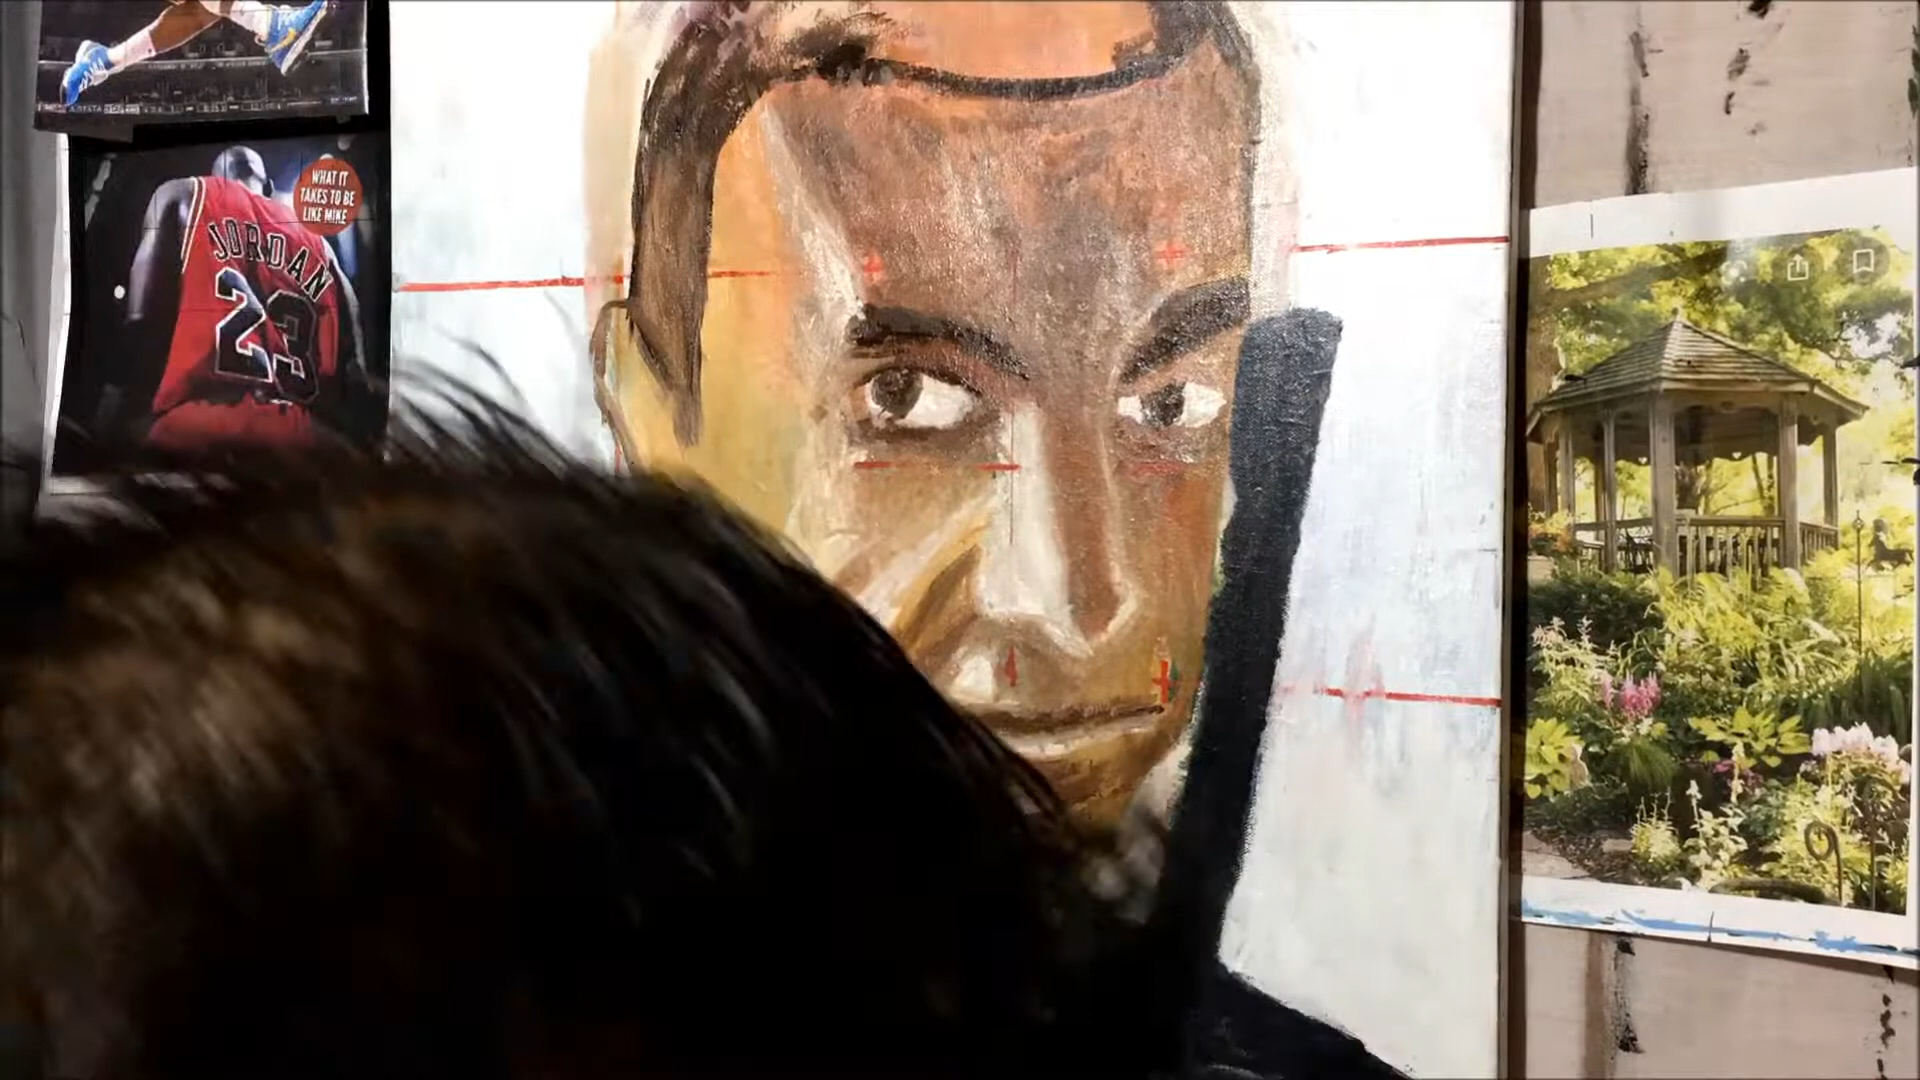 WHAT IT
TAKES TO BE
LIKE MIKE
JORDAN
23